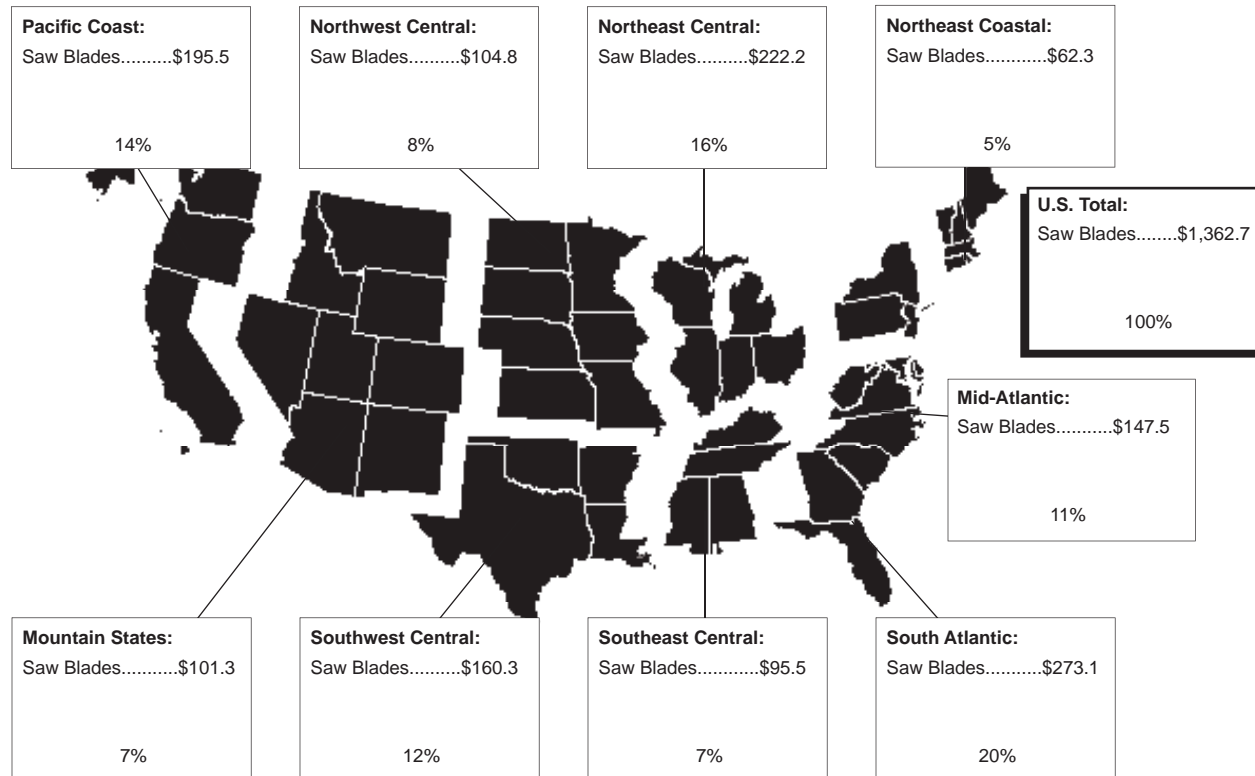 Pacific Coast:
Saw Blades..........$195.5
14%
Northwest Central:
Saw Blades..........$104.8
8%
Northeast Central:
Saw Blades..........$222.2
16%
Northeast Coastal:
Saw Blades............$62.3
5%
U.S. Total:
Saw Blades........$1,362.7
100%
Mid-Atlantic:
Saw Blades...........$147.5
11%
Mountain States:
Saw Blades...........$101.3
7%
Southwest Central:
Saw Blades..........$160.3
12%
Southeast Central:
Saw Blades............$95.5
7%
South Atlantic:
Saw Blades...........$273.1
20%